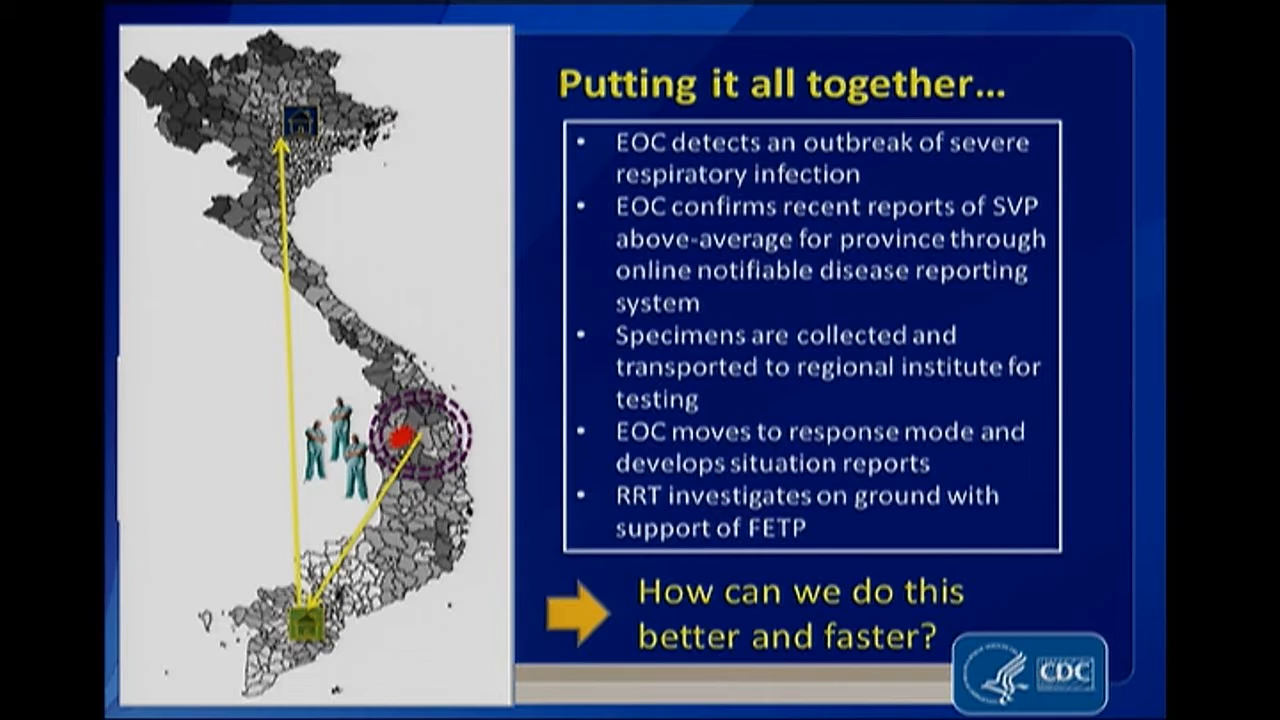 Putting it all together...
• EOC detects an outbreak of severe
respiratory infection
• EOC confirms recent reports of SVP
above-average for province through
online notifiable disease reporting
system
• Specimens are collected and
transported to regional institute for
testing
• EOC moves to response mode and
develops situation reports
• RRT investigates on ground with
support of FETP
How can we do this
better and faster?
CDC